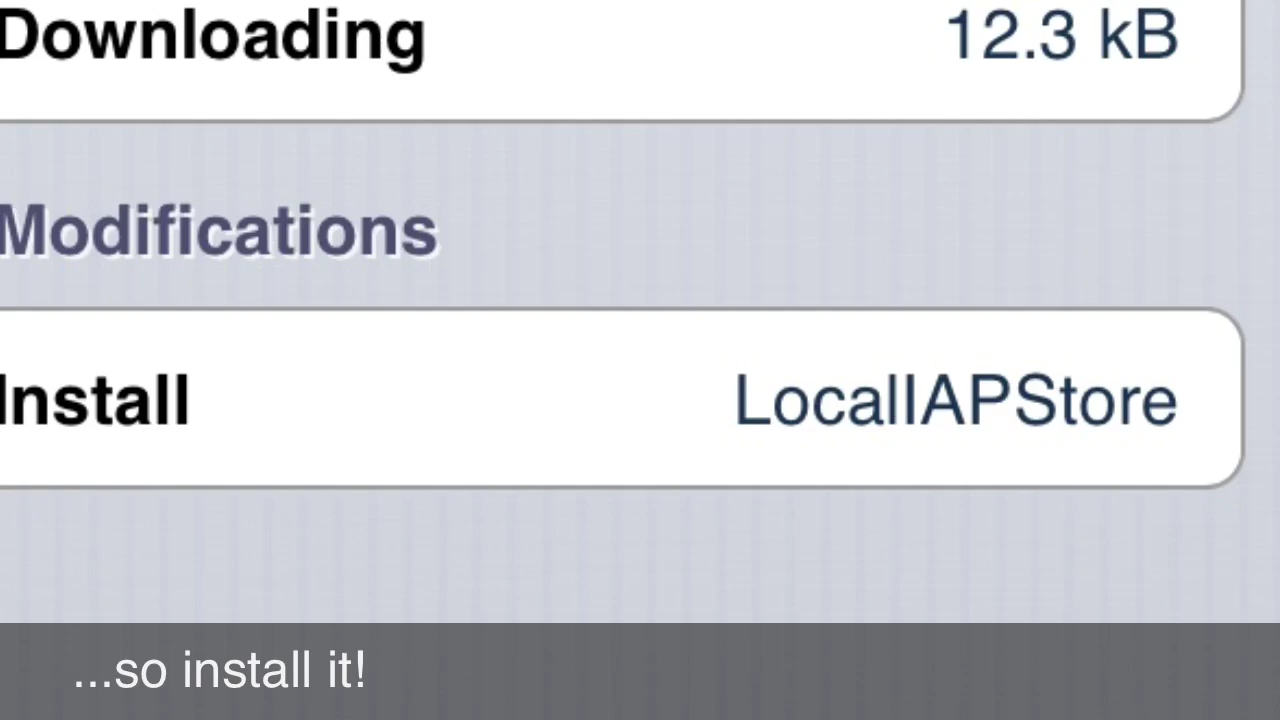 Downloading 12.3 kB
Modifications
Install LocalIAPStore
...so install it!